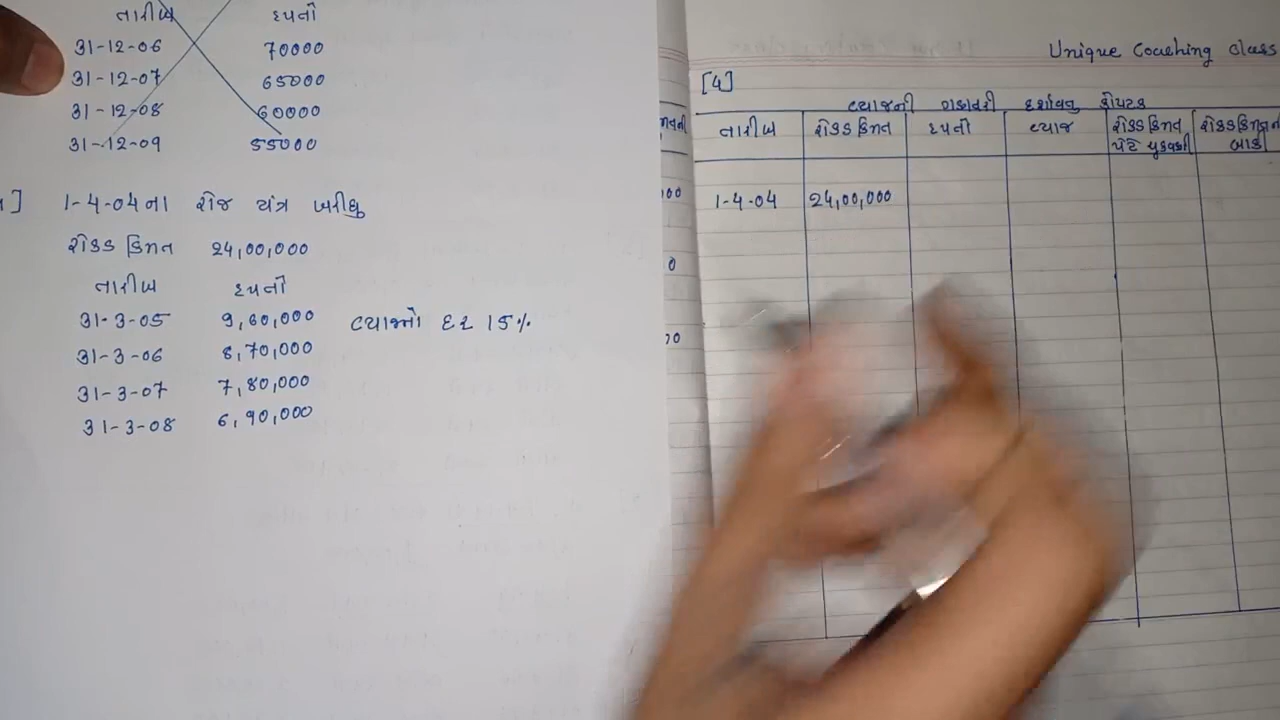 તારીખ હપતો
31-12-06 70000
31-12-07 65000
31-12-08 60000
31-12-09 55000
1-4-04ના રોજ યંત્ર ખરીદ્યુ
રોકડ કિંમત 24,00,000
તારીખ હપતો
31-3-05 9,60,000 વ્યાજનો દર 15%
31-3-06 8,70,000
31-3-07 7,80,000
31-3-08 6,90,000
Unique Coaching Class
[4]
વ્યાજની ગણતરી દર્શાવતુ કોષ્ટક
તારીખ રોકડ કિંમત હપતો વ્યાજ રોકડ કિંમત પેટે ચુકવણી રોકડ કિંમતની બાકી
1-4-04 24,00,000